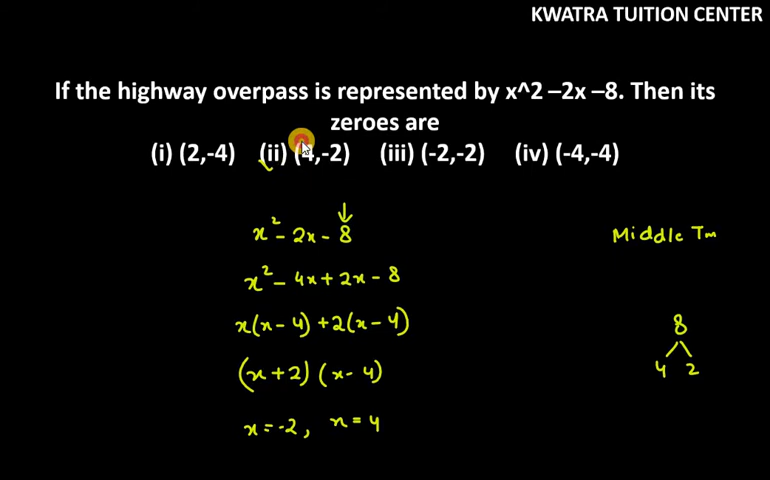 KWATRA TUITION CENTER
If the highway overpass is represented by x^2 –2x –8. Then its
zeroes are
(i) (2,-4) (ii) (4,-2) (iii) (-2,-2) (iv) (-4,-4)
x² - 2x - 8
Middle Tm
x² - 4x + 2x - 8
x(x - 4) + 2(x - 4)
8
(x + 2) (x - 4)
4 2
x = -2, x = 4